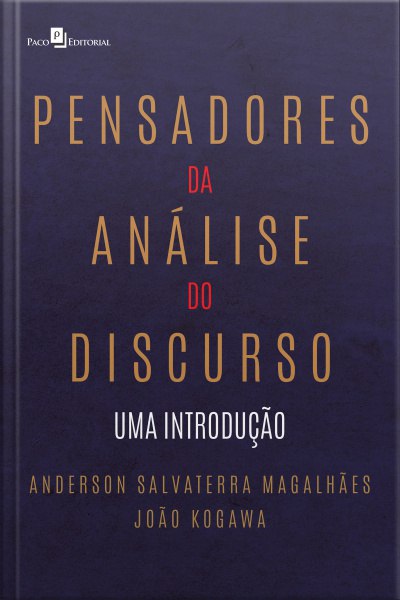 PACO P EDITORIAL
PENSADORES
DA
ANÁLISE
DO
DISCURSO
UMA INTRODUÇÃO
ANDERSON SALVATERRA MAGALHÃES
JOÃO KOGAWA